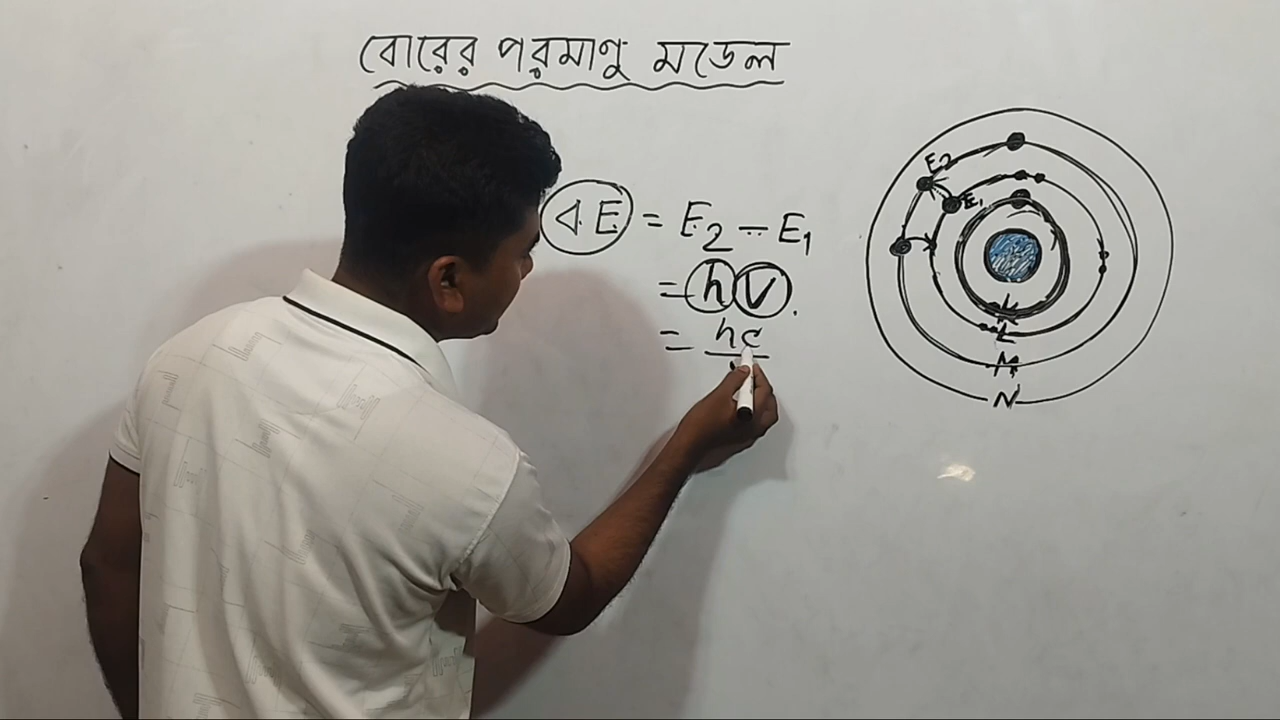 বোরের পরমাণু মডেল
ΔE = E₂ - E₁
= hν
= hc
E₂
E₁
K
L
M
N